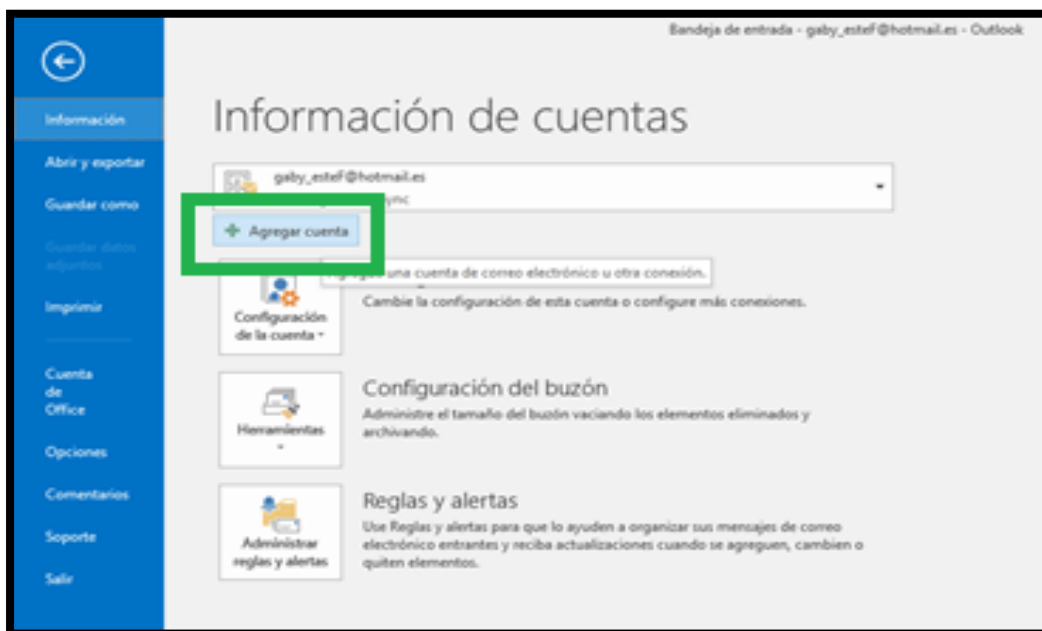 Bandeja de entrada - gaby_estef@hotmail.es - Outlook
Información
Abrir y exportar
Guardar como
Guardar datos
adjuntos
Imprimir
Cuenta
de
Office
Opciones
Comentarios
Soporte
Salir
Información de cuentas
gaby_estef@hotmail.es
Agregar cuenta
una cuenta de correo electrónico u otra conexión.
Configuración
de la cuenta
Cambie la configuración de esta cuenta o configure más conexiones.
Herramientas
Configuración del buzón
Administre el tamaño del buzón vaciando los elementos eliminados y
archivando.
Administrar
reglas y alertas
Reglas y alertas
Use Reglas y alertas para que lo ayuden a organizar sus mensajes de correo
electrónico entrantes y reciba actualizaciones cuando se agreguen, cambien o
quiten elementos.